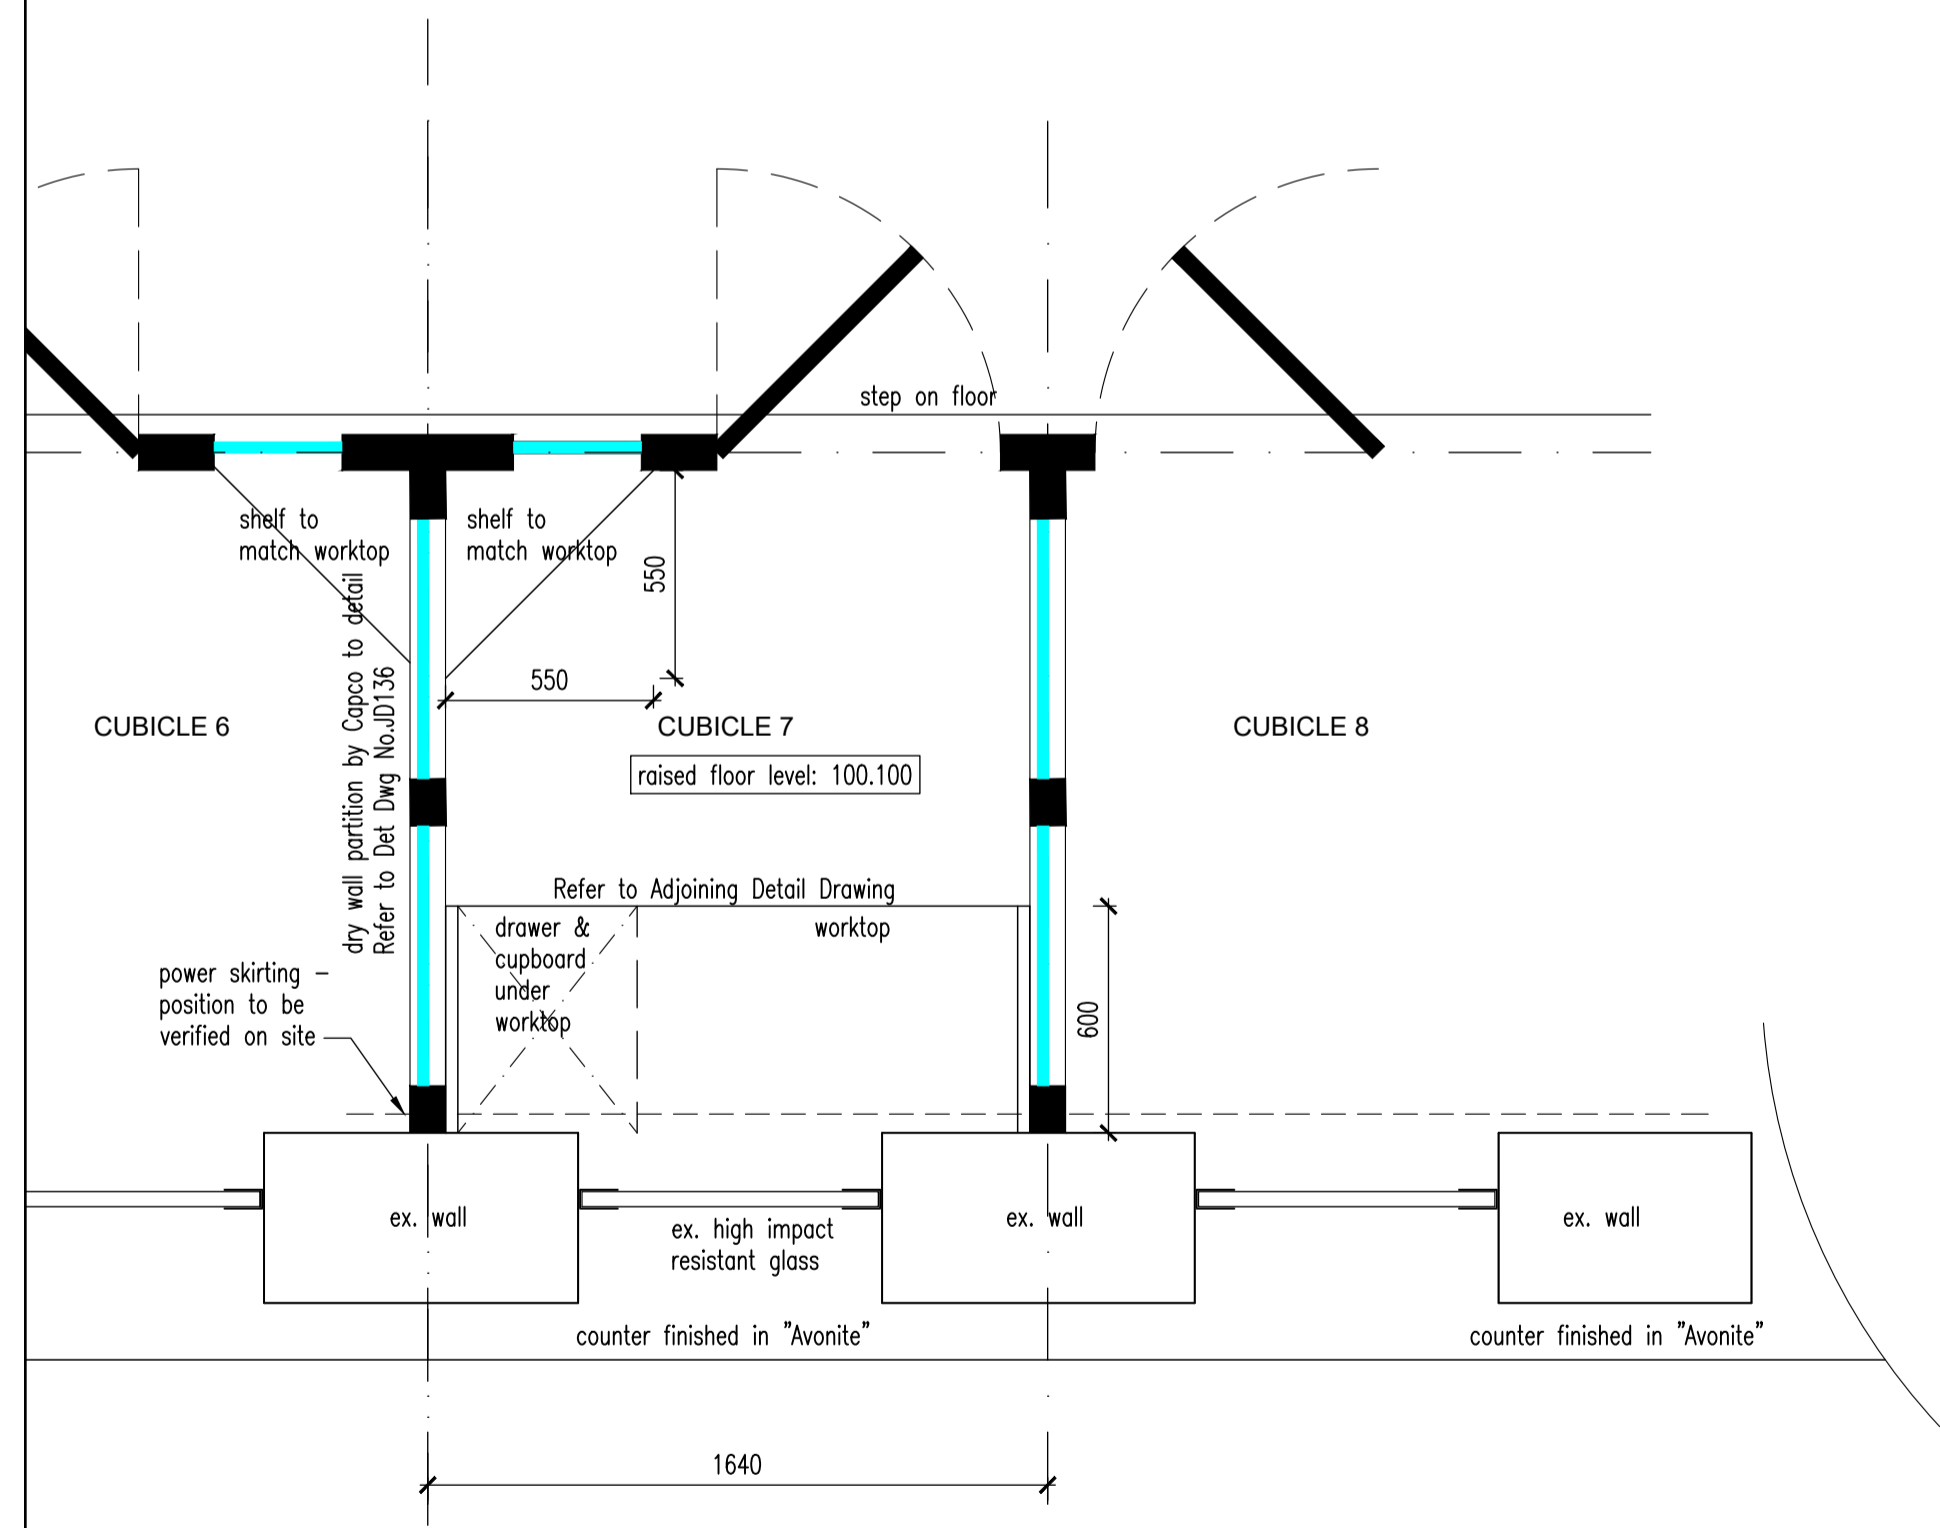 step on floor
shelf to
match worktop
shelf to
match worktop
550
550
dry wall partition by Capco to detail
Refer to Det Dwg No.JD136
CUBICLE 6
CUBICLE 7
CUBICLE 8
raised floor level: 100.100
Refer to Adjoining Detail Drawing
drawer &
cupboard
under
worktop
worktop
power skirting -
position to be
verified on site
600
ex. wall
ex. high impact
resistant glass
ex. wall
ex. wall
counter finished in "Avonite"
counter finished in "Avonite"
1640